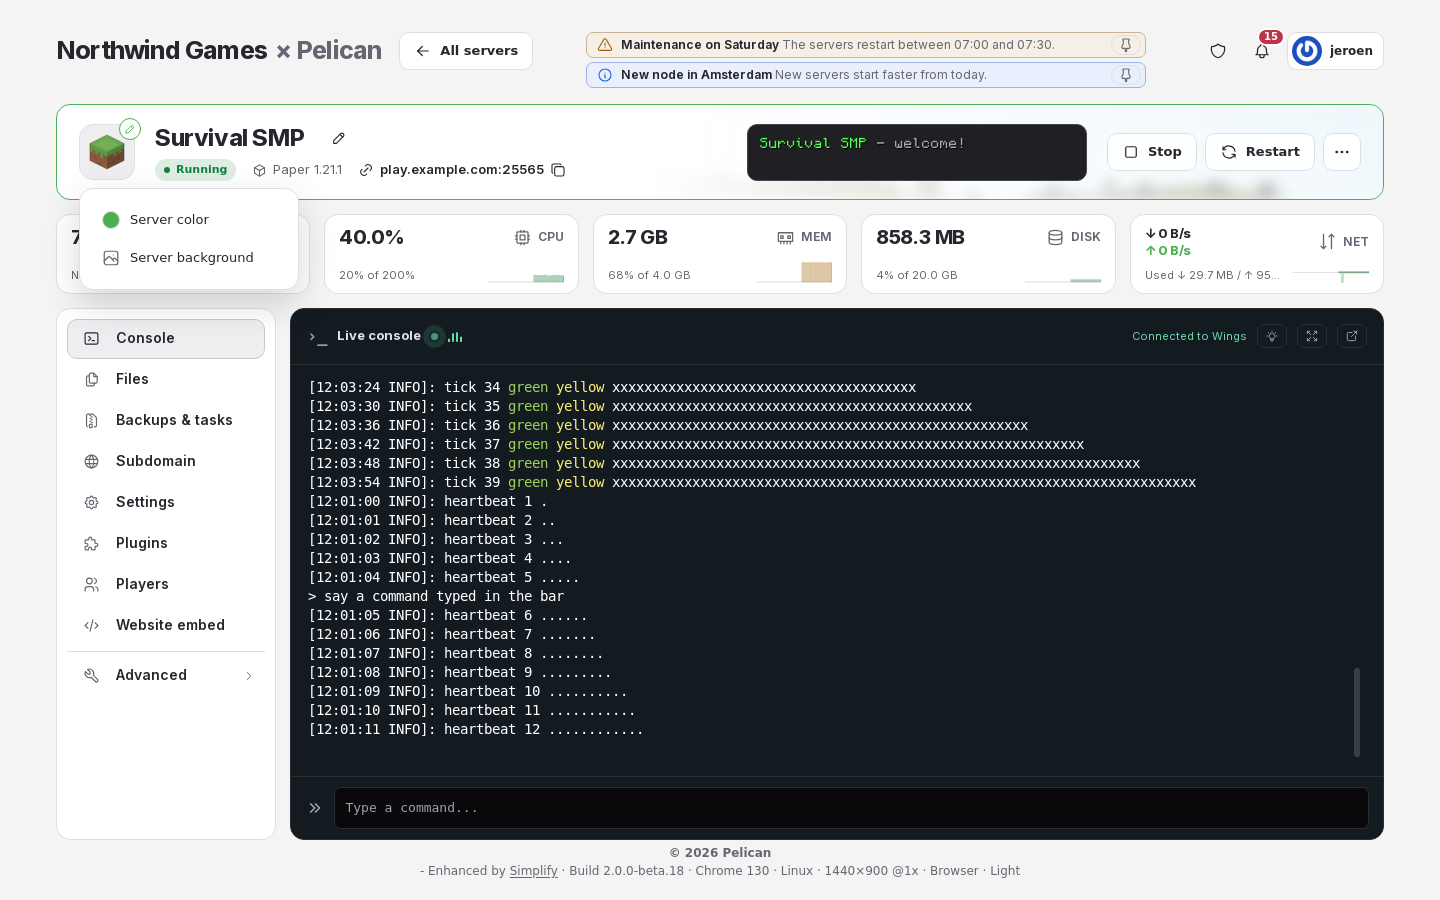 Northwind Games × Pelican
All servers
Maintenance on Saturday The servers restart between 07:00 and 07:30.
New node in Amsterdam New servers start faster from today.
15
jeroen
Survival SMP
Running
Paper 1.21.1
play.example.com:25565
Survival SMP - welcome!
Stop
Restart
Server color
Server background
40.0%
CPU
20% of 200%
2.7 GB
MEM
68% of 4.0 GB
858.3 MB
DISK
4% of 20.0 GB
↓ 0 B/s
↑ 0 B/s
NET
Used ↓ 29.7 MB / ↑ 95...
Console
Files
Backups & tasks
Subdomain
Settings
Plugins
Players
Website embed
Advanced
Live console
Connected to Wings
[12:03:24 INFO]: tick 34 green yellow xxxxxxxxxxxxxxxxxxxxxxxxxxxxxxxxxxxxxx
[12:03:30 INFO]: tick 35 green yellow xxxxxxxxxxxxxxxxxxxxxxxxxxxxxxxxxxxxxxxxxxxxx
[12:03:36 INFO]: tick 36 green yellow xxxxxxxxxxxxxxxxxxxxxxxxxxxxxxxxxxxxxxxxxxxxxxxxxxxx
[12:03:42 INFO]: tick 37 green yellow xxxxxxxxxxxxxxxxxxxxxxxxxxxxxxxxxxxxxxxxxxxxxxxxxxxxxxxxxxx
[12:03:48 INFO]: tick 38 green yellow xxxxxxxxxxxxxxxxxxxxxxxxxxxxxxxxxxxxxxxxxxxxxxxxxxxxxxxxxxxxxxxxxx
[12:03:54 INFO]: tick 39 green yellow xxxxxxxxxxxxxxxxxxxxxxxxxxxxxxxxxxxxxxxxxxxxxxxxxxxxxxxxxxxxxxxxxxxxxxxxx
[12:01:00 INFO]: heartbeat 1 .
[12:01:01 INFO]: heartbeat 2 ..
[12:01:02 INFO]: heartbeat 3 ...
[12:01:03 INFO]: heartbeat 4 ....
[12:01:04 INFO]: heartbeat 5 .....
> say a command typed in the bar
[12:01:05 INFO]: heartbeat 6 ......
[12:01:06 INFO]: heartbeat 7 .......
[12:01:07 INFO]: heartbeat 8 ........
[12:01:08 INFO]: heartbeat 9 .........
[12:01:09 INFO]: heartbeat 10 ..........
[12:01:10 INFO]: heartbeat 11 ...........
[12:01:11 INFO]: heartbeat 12 ............
Type a command...
© 2026 Pelican
- Enhanced by Simplify · Build 2.0.0-beta.18 · Chrome 130 · Linux · 1440×900 @1x · Browser · Light